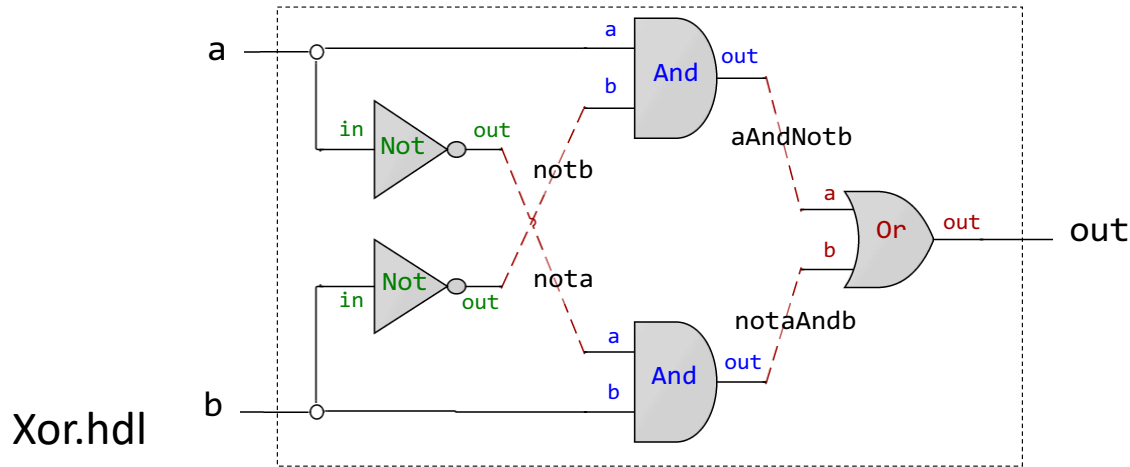 a
a
out
And
b
in
Not
out
notb
aAndNotb
a
Or
out
out
b
in
Not
out
nota
notaAndb
a
out
And
b
b
Xor.hdl